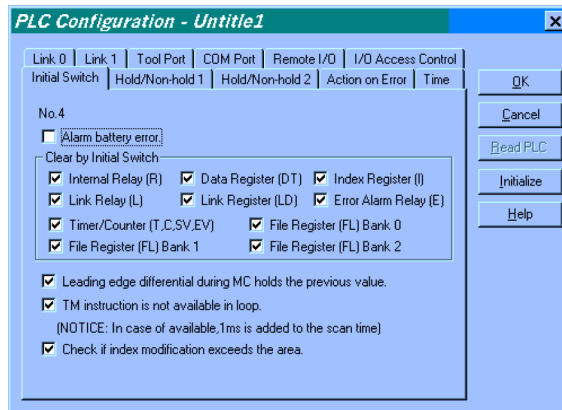 PLC Configuration - Untitle1
Link 0 Link 1 Tool Port COM Port Remote I/O I/O Access Control
Initial Switch Hold/Non-hold 1 Hold/Non-hold 2 Action on Error Time
OK
Cancel
Read PLC
Initialize
Help
No.4
Alarm battery error.
Clear by Initial Switch
Internal Relay (R) Data Register (DT) Index Register (I)
Link Relay (L) Link Register (LD) Error Alarm Relay (E)
Timer/Counter (T,C,SV,EV) File Register (FL) Bank 0
File Register (FL) Bank 1 File Register (FL) Bank 2
Leading edge differential during MC holds the previous value.
TM instruction is not available in loop.
(NOTICE: In case of available,1ms is added to the scan time)
Check if index modification exceeds the area.